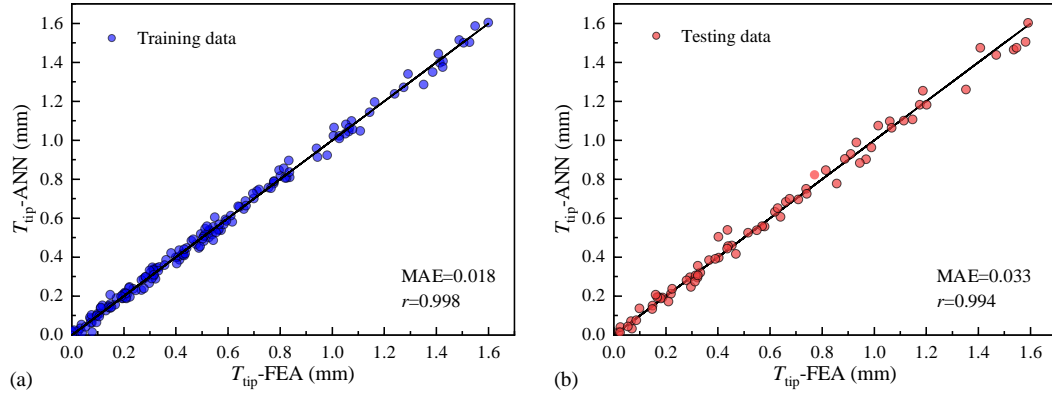 1.6
1.4
1.2
1.0
0.8
0.6
0.4
0.2
0.0
T_tip-ANN (mm)
Training data
MAE=0.018
r=0.998
0.0 0.2 0.4 0.6 0.8 1.0 1.2 1.4 1.6
(a)
T_tip-FEA (mm)
1.6
1.4
1.2
1.0
0.8
0.6
0.4
0.2
0.0
T_tip-ANN (mm)
Testing data
MAE=0.033
r=0.994
0.0 0.2 0.4 0.6 0.8 1.0 1.2 1.4 1.6
(b)
T_tip-FEA (mm)